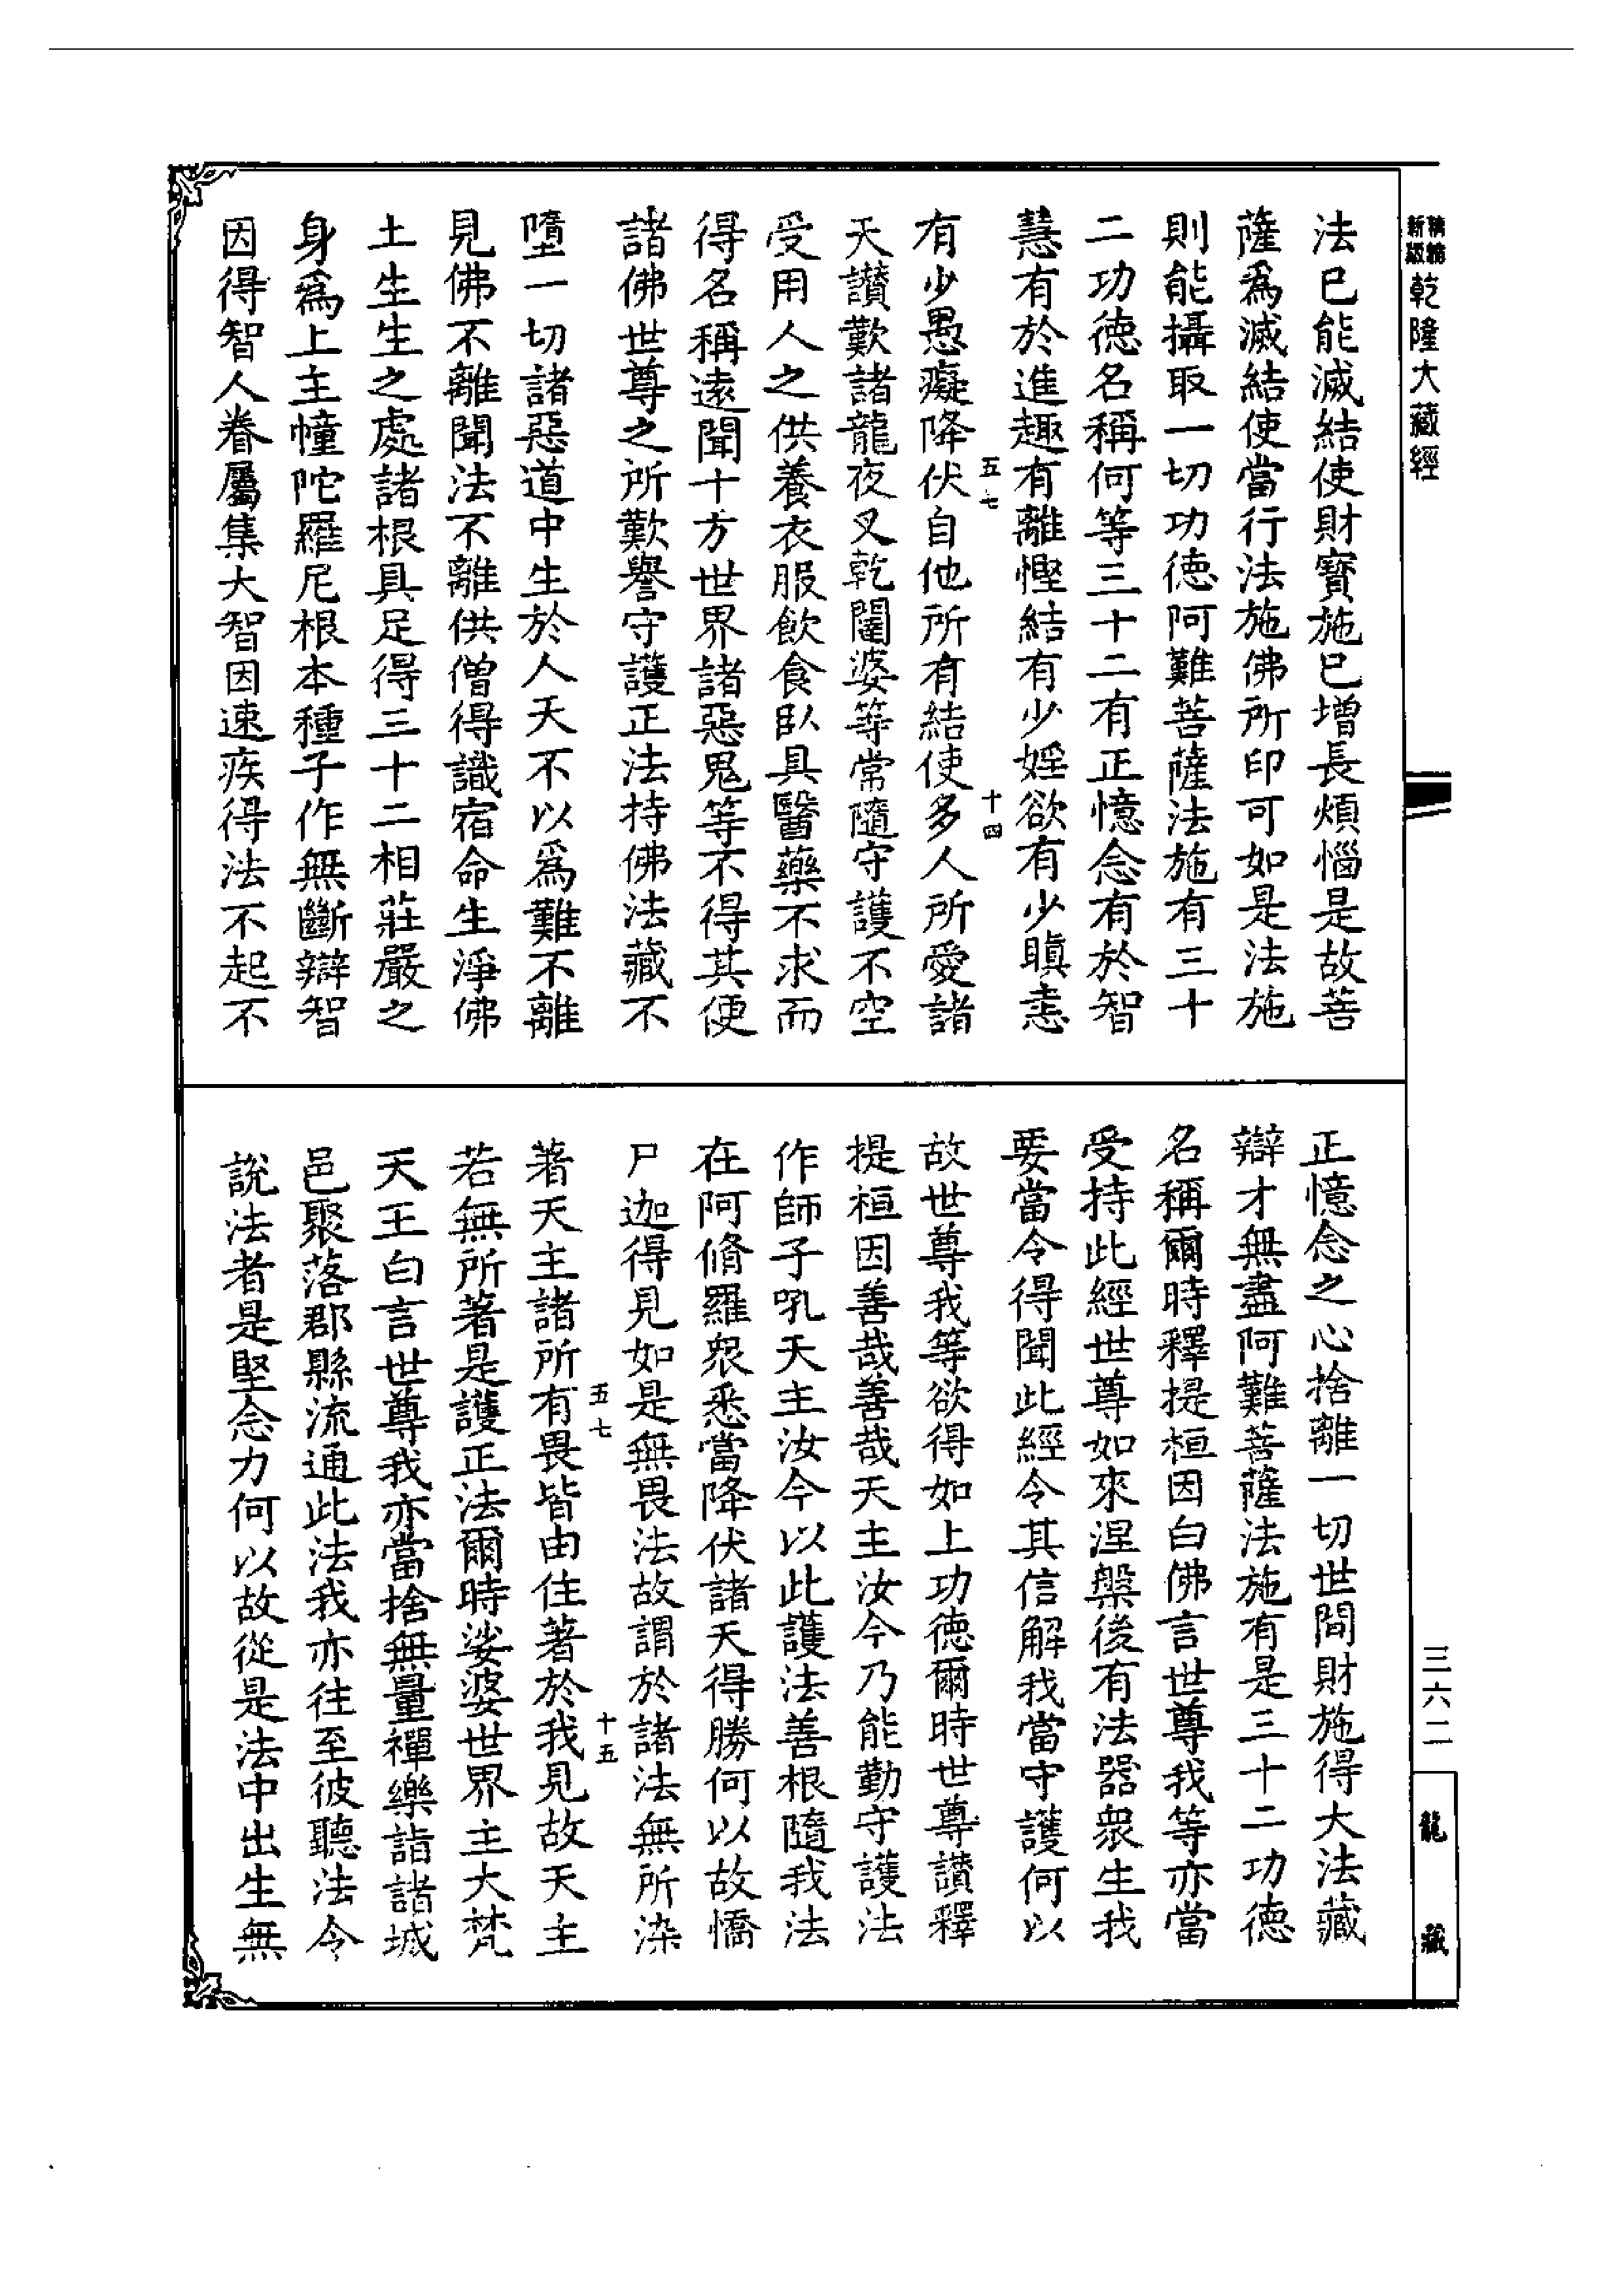 精輯
新版
乾隆大藏經
法已能滅結使財寶施已增長煩惱是故菩
薩爲滅結使當行法施佛所印可如是法施
則能攝取一切功德阿難菩薩法施有三十
二功德名稱何等三十二有正憶念有於智
慧有於進趣有離慳結有少婬欲有少瞋恚
五七
十四
有少愚癡降伏自他所有結使多人所愛諸
天讚歎諸龍夜叉乾闥婆等常隨守護不空
受用人之供養衣服飲食臥具醫藥不求而
得名稱遠聞十方世界諸惡鬼等不得其便
諸佛世尊之所歎譽守護正法持佛法藏不
墮一切諸惡道中生於人天不以爲難不離
見佛不離聞法不離供僧得識宿命生淨佛
土生生之處諸根具足得三十二相莊嚴之
身爲上主幢陀羅尼根本種子作無斷辯智
因得智人眷屬集大智因速疾得法不起不
正憶念之心捨離一切世間財施得大法藏
辯才無盡阿難菩薩法施有是三十二功德
名稱爾時釋提桓因白佛言世尊我等亦當
受持此經世尊如來涅槃後有法器眾生我
要當令得聞此經令其信解我當守護何以
故世尊我等欲得如上功德爾時世尊讚釋
提桓因善哉善哉天主汝今乃能勤守護法
作師子吼天主汝今以此護法善根隨我法
在阿脩羅眾悉當降伏諸天得勝何以故憍
尸迦得見如是無畏法故謂於諸法無所染
五七
十五
著天主諸所有畏皆由住著於我見故天主
若無所著是護正法爾時娑婆世界主大梵
天王白言世尊我亦當捨無量禪樂詣諸城
邑聚落郡縣流通此法我亦往至彼聽法令
說法者是堅念力何以故從是法中出生無
三六二
龍藏